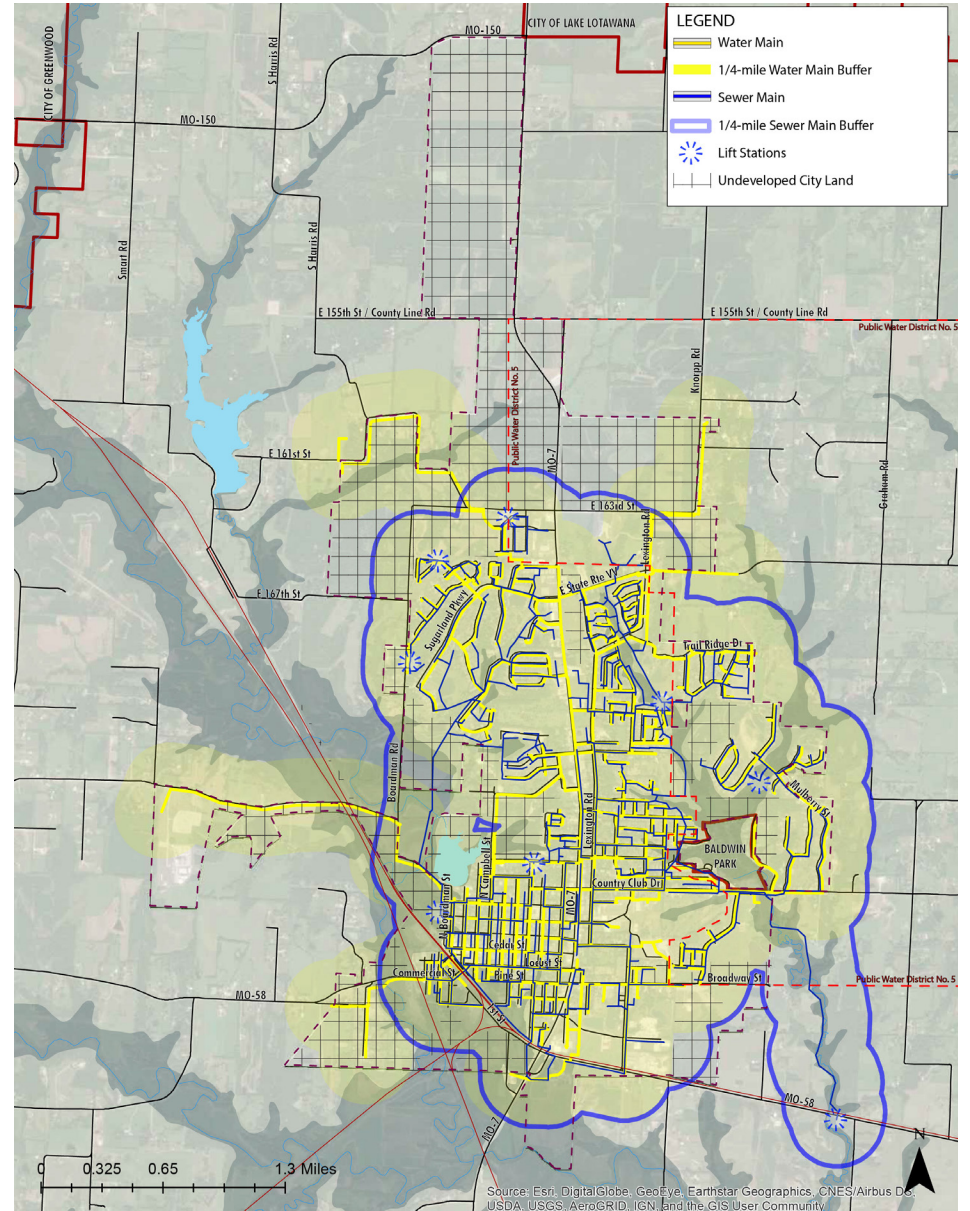 CITY OF LAKE LOTAWANA
MO-150
CITY OF GREENWOOD
S Harris Rd
MO-150
LEGEND
Water Main
1/4-mile Water Main Buffer
Sewer Main
1/4-mile Sewer Main Buffer
Lift Stations
Undeveloped City Land
Smart Rd
S Harris Rd
E 155th St / County Line Rd
E 155th St / County Line Rd
Public Water District No. 5
Knorpp Rd
Public Water District No. 5
MO-7
E 161st St
Graham Rd
E 163rd St
Lexington Rd
E State Rte VV
E 167th St
Sugarland Pkwy
Trail Ridge Dr
Boardman Rd
Mulberry St
Lexington Rd
BALDWIN
PARK
N Campbell St
N Boardman St
Country Club Dr
MO-7
Cedar St
Locust St
Commercial St
Pine St
Broadway St
Public Water District No. 5
MO-58
1st St
MO-58
MO-7
N
0 0.325 0.65 1.3 Miles
Source: Esri, DigitalGlobe, GeoEye, Earthstar Geographics, CNES/Airbus DS,
USDA, USGS, AeroGRID, IGN, and the GIS User Community